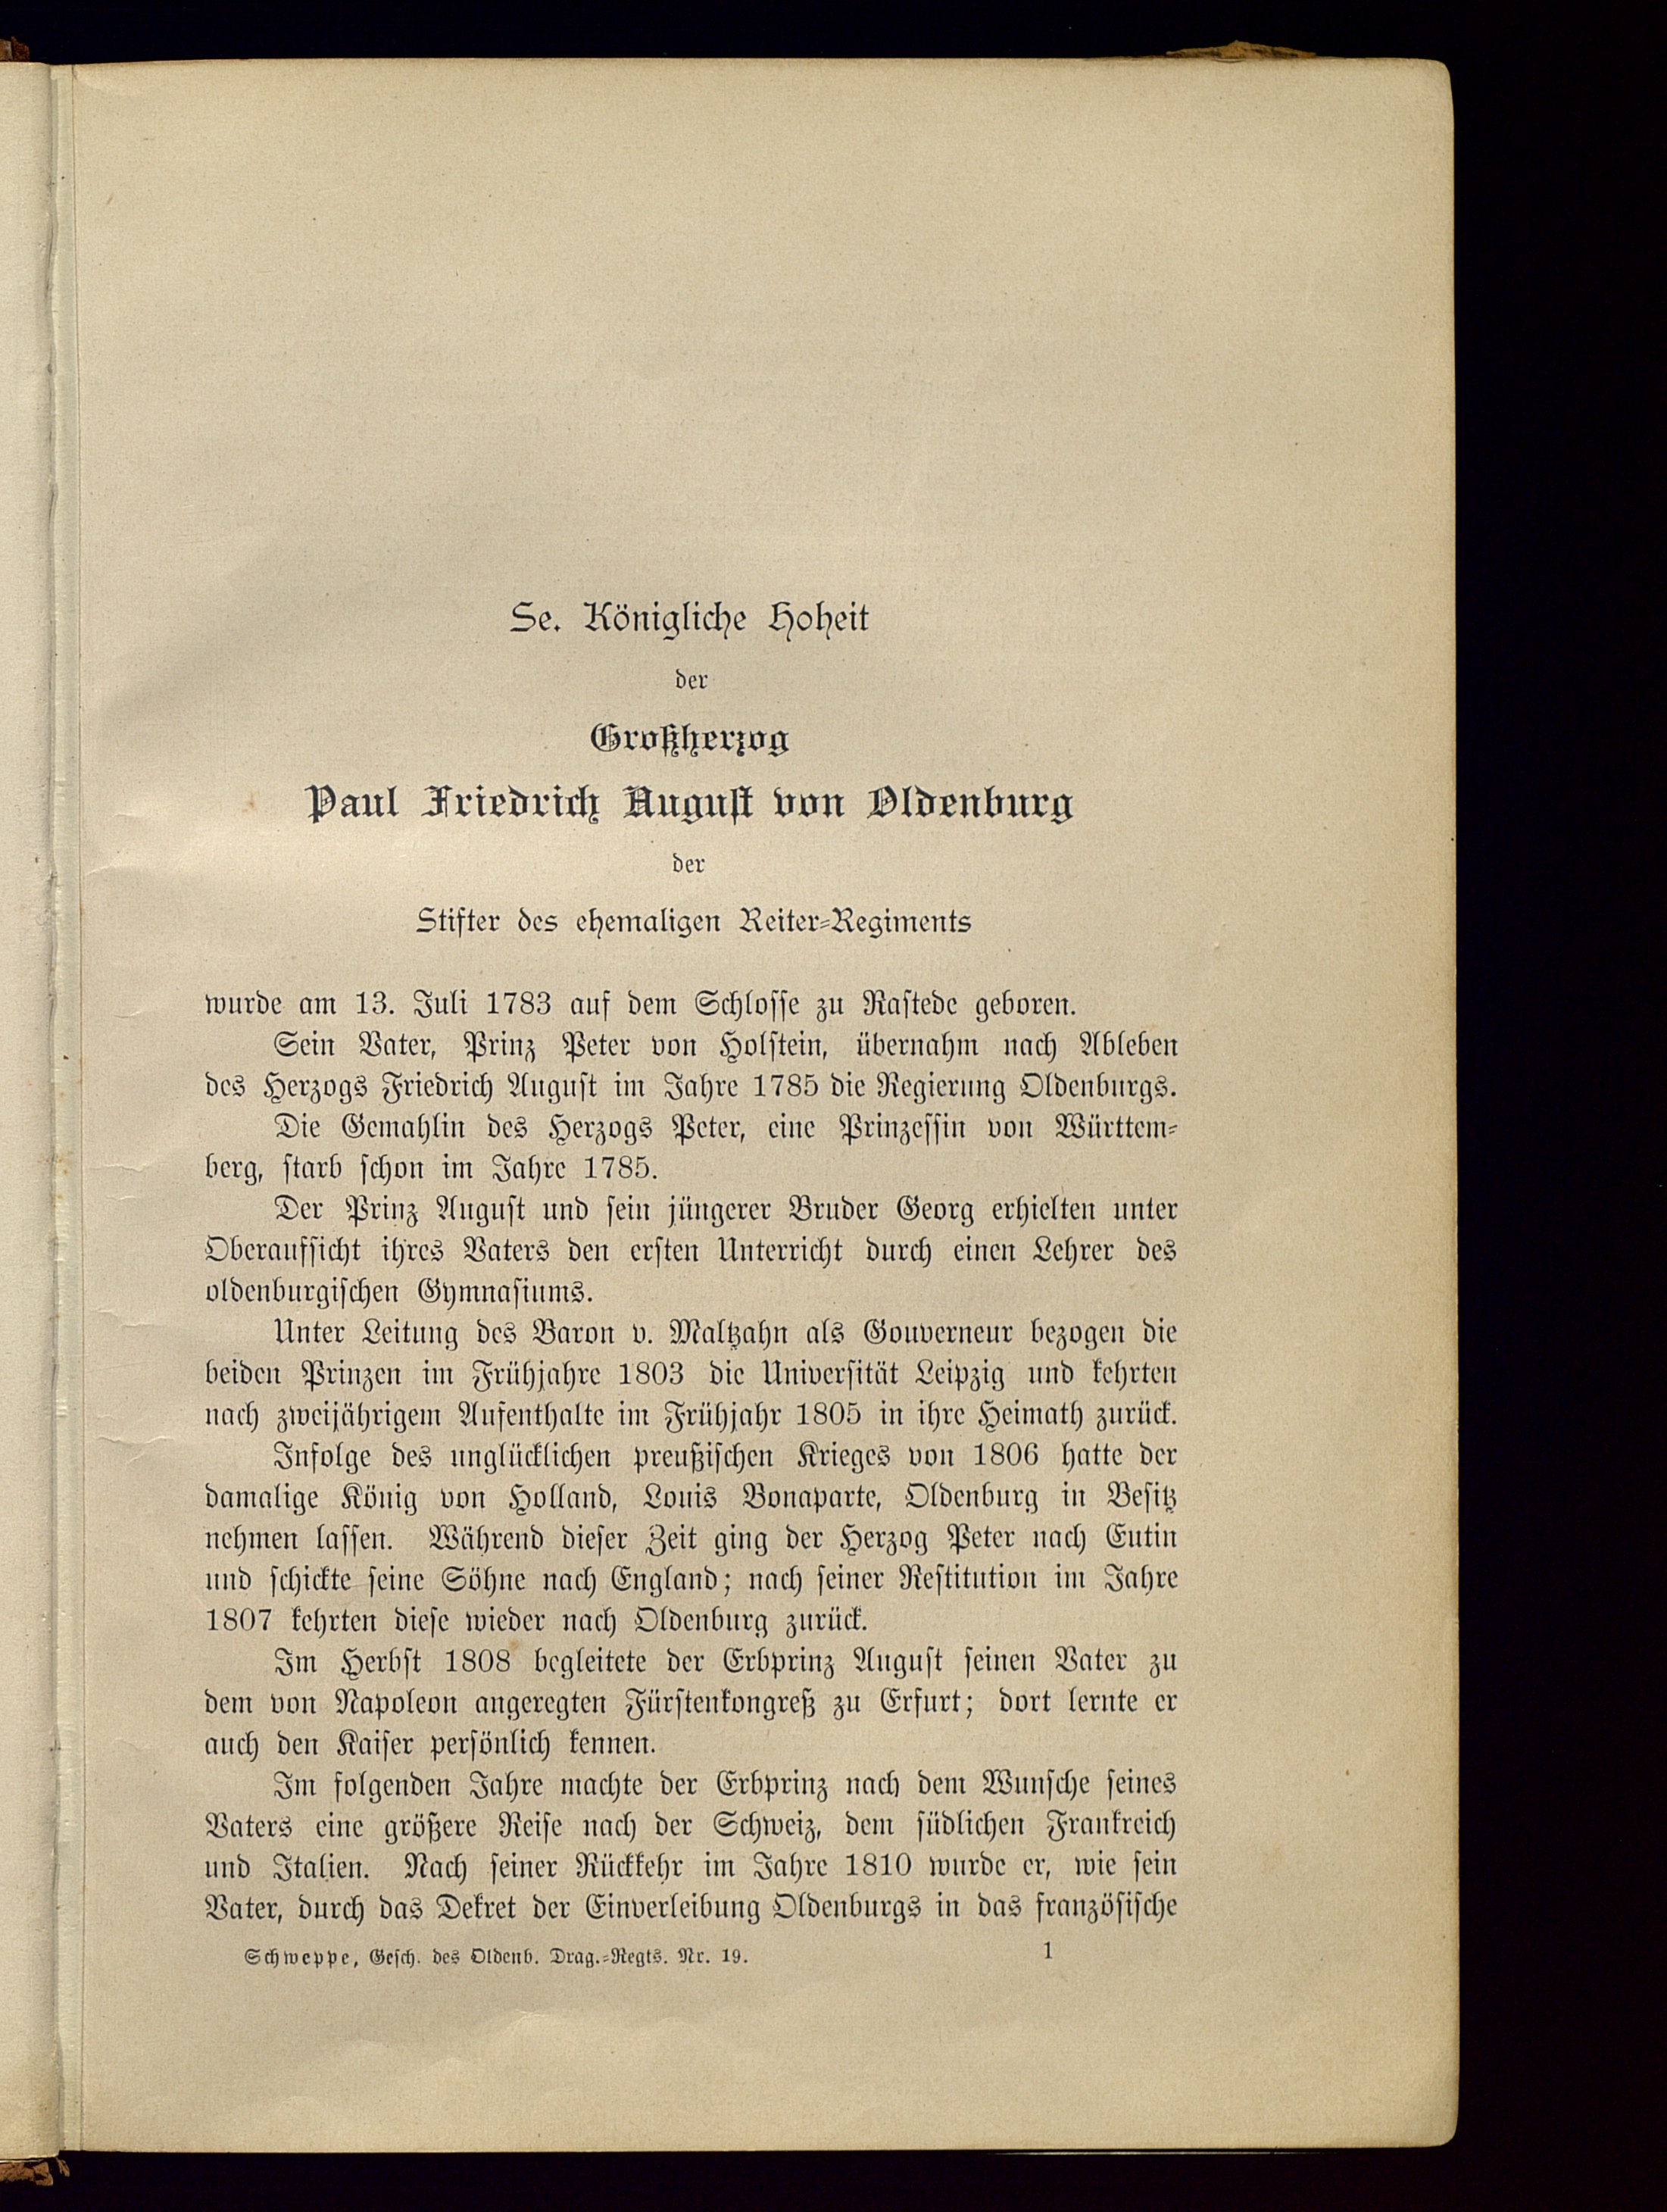 Se. Königliche Hoheit
der
Großherzog
Paul Friedrich August von Oldenburg
der
Stifter des ehemaligen Reiter-Regiments
wurde am 13. Juli 1783 auf dem Schlosse zu Rastede geboren.
Sein Vater, Prinz Peter von Holstein, übernahm nach Ableben
des Herzogs Friedrich August im Jahre 1785 die Regierung Oldenburgs.
Die Gemahlin des Herzogs Peter, eine Prinzessin von Württem-
berg, starb schon im Jahre 1785.
Der Prinz August und sein jüngerer Bruder Georg erhielten unter
Oberaufsicht ihres Vaters den ersten Unterricht durch einen Lehrer des
oldenburgischen Gymnasiums.
Unter Leitung des Baron v. Maltzahn als Gouverneur bezogen die
beiden Prinzen im Frühjahre 1803 die Universität Leipzig und kehrten
nach zweijährigem Aufenthalte im Frühjahr 1805 in ihre Heimath zurück.
Infolge des unglücklichen preußischen Krieges von 1806 hatte der
damalige König von Holland, Louis Bonaparte, Oldenburg in Besitz
nehmen lassen. Während dieser Zeit ging der Herzog Peter nach Eutin
und schickte seine Söhne nach England; nach seiner Restitution im Jahre
1807 kehrten diese wieder nach Oldenburg zurück.
Im Herbst 1808 begleitete der Erbprinz August seinen Vater zu
dem von Napoleon angeregten Fürstenkongreß zu Erfurt; dort lernte er
auch den Kaiser persönlich kennen.
Im folgenden Jahre machte der Erbprinz nach dem Wunsche seines
Vaters eine größere Reise nach der Schweiz, dem südlichen Frankreich
und Italien. Nach seiner Rückkehr im Jahre 1810 wurde er, wie sein
Vater, durch das Dekret der Einverleibung Oldenburgs in das französische
Schweppe, Gesch. des Oldenb. Drag.-Regts. Nr. 19. 1